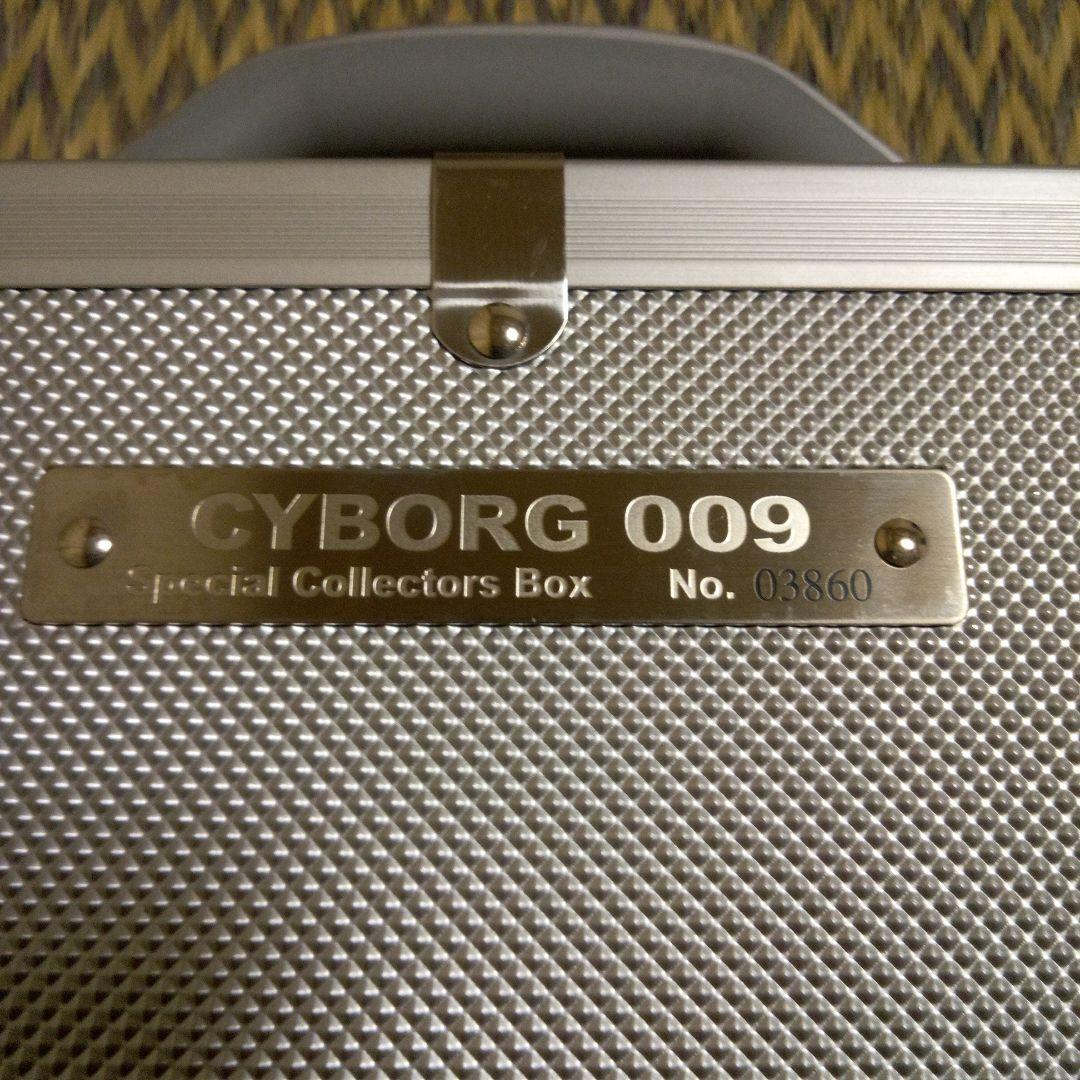 CYBORG 009
Special Collectors Box No. 03860